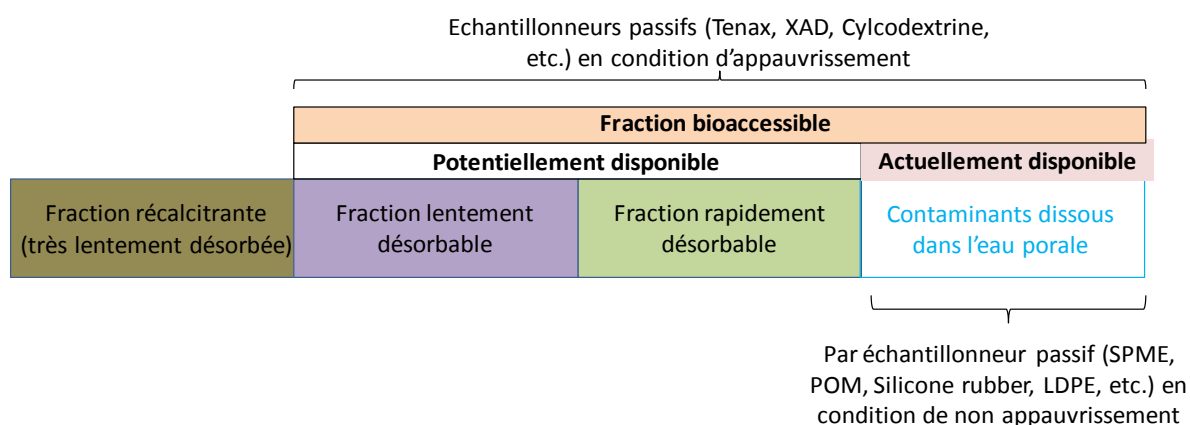 Echantillonneurs passifs (Tenax, XAD, Cylcodextrine,
etc.) en condition d’appauvrissement
Fraction bioaccessible
Potentiellement disponible
Actuellement disponible
Fraction récalcitrante
(très lentement désorbée)
Fraction lentement
désorbable
Fraction rapidement
désorbable
Contaminants dissous
dans l’eau porale
Par échantillonneur passif (SPME,
POM, Silicone rubber, LDPE, etc.) en
condition de non appauvrissement